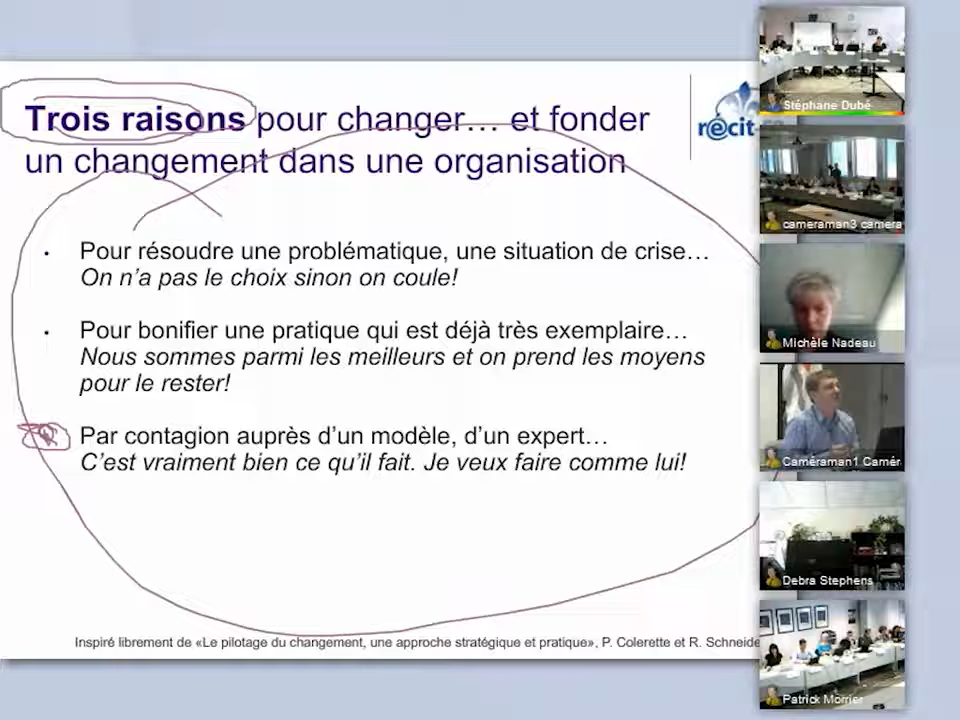 Trois raisons pour changer… et fonder
un changement dans une organisation
récit
• Pour résoudre une problématique, une situation de crise…
On n'a pas le choix sinon on coule!
• Pour bonifier une pratique qui est déjà très exemplaire…
Nous sommes parmi les meilleurs et on prend les moyens
pour le rester!
Par contagion auprès d'un modèle, d'un expert…
C'est vraiment bien ce qu'il fait. Je veux faire comme lui!
Inspiré librement de «Le pilotage du changement, une approche stratégique et pratique», P. Colerette et R. Schneide
Stéphane Dubé
cameraman3 camera
Michèle Nadeau
Caméraman1 Camér
Debra Stephens
Patrick Morrier